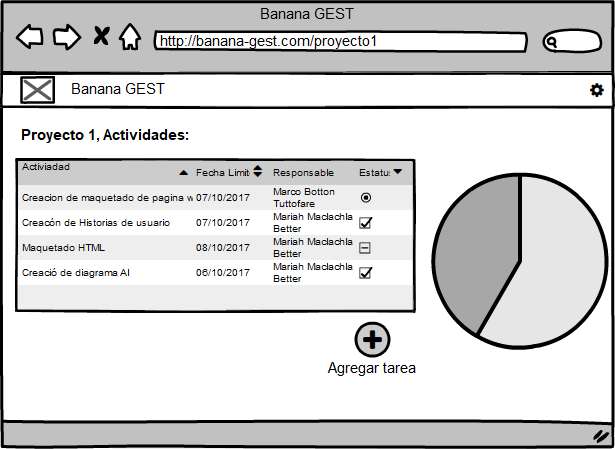 Banana GEST
http://banana-gest.com/proyecto1
Banana GEST
Proyecto 1, Actividades:
Activiadad Fecha Limit Responsable Estatus
Creacion de maquetado de pagina w 07/10/2017 Marco Botton Tuttofare
Creacón de Historias de usuario 07/10/2017 Mariah Maclachla Better
Maquetado HTML 08/10/2017 Mariah Maclachla Better
Creació de diagrama AI 06/10/2017 Mariah Maclachla Better
Agregar tarea